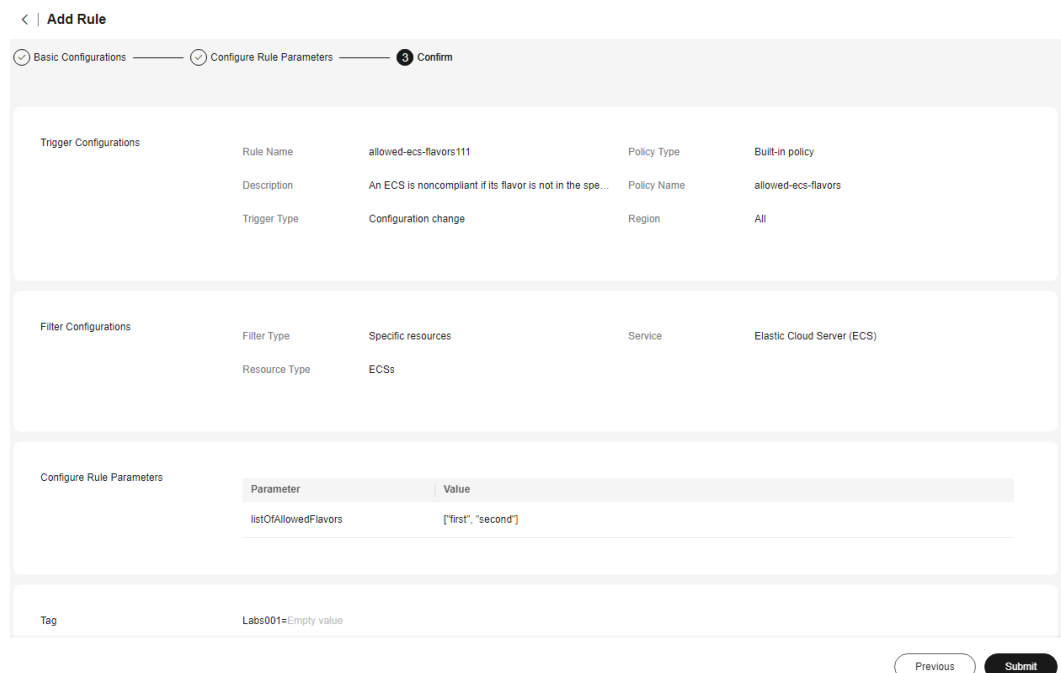 Add Rule
Basic Configurations
Configure Rule Parameters
3 Confirm
Trigger Configurations
Rule Name allowed-ecs-flavors111 Policy Type Built-in policy
Description An ECS is noncompliant if its flavor is not in the spe... Policy Name allowed-ecs-flavors
Trigger Type Configuration change Region All
Filter Configurations
Filter Type Specific resources Service Elastic Cloud Server (ECS)
Resource Type ECSs
Configure Rule Parameters
Parameter Value
listOfAllowedFlavors ["first", "second"]
Tag Labs001=Empty value
Previous Submit